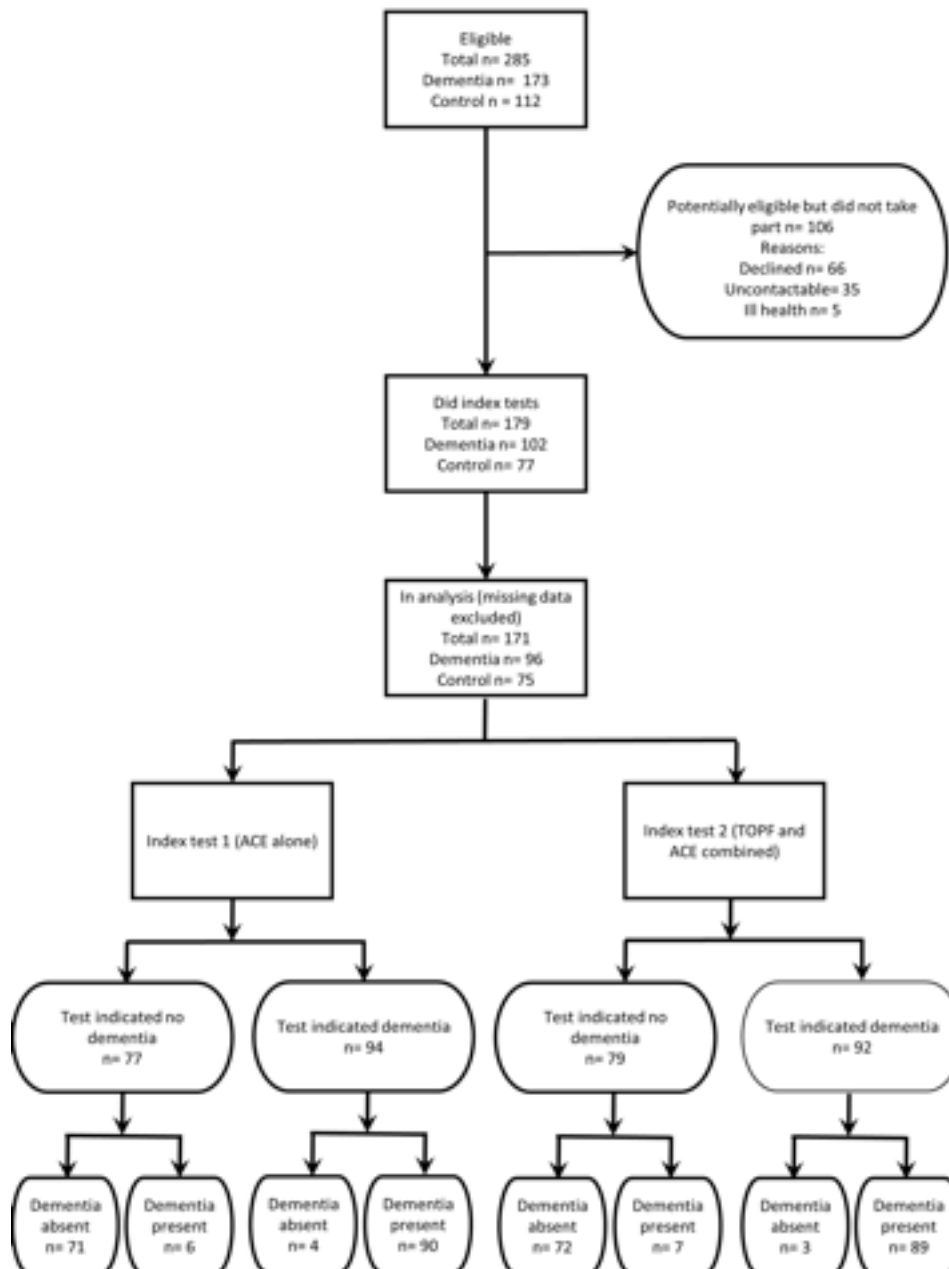 Eligible
Total n= 285
Dementia n= 173
Control n = 112
Potentially eligible but did not take
part n= 106
Reasons:
Declined n= 66
Uncontactable= 35
Ill health n= 5
Did index tests
Total n= 179
Dementia n= 102
Control n= 77
In analysis (missing data
excluded)
Total n= 171
Dementia n= 96
Control n= 75
Index test 1 (ACE alone)
Index test 2 (TOPF and
ACE combined)
Test indicated no
dementia
n= 77
Test indicated dementia
n= 94
Test indicated no
dementia
n= 79
Test indicated dementia
n= 92
Dementia
absent
n= 71
Dementia
present
n= 6
Dementia
absent
n= 4
Dementia
present
n= 90
Dementia
absent
n= 72
Dementia
present
n= 7
Dementia
absent
n= 3
Dementia
present
n= 89